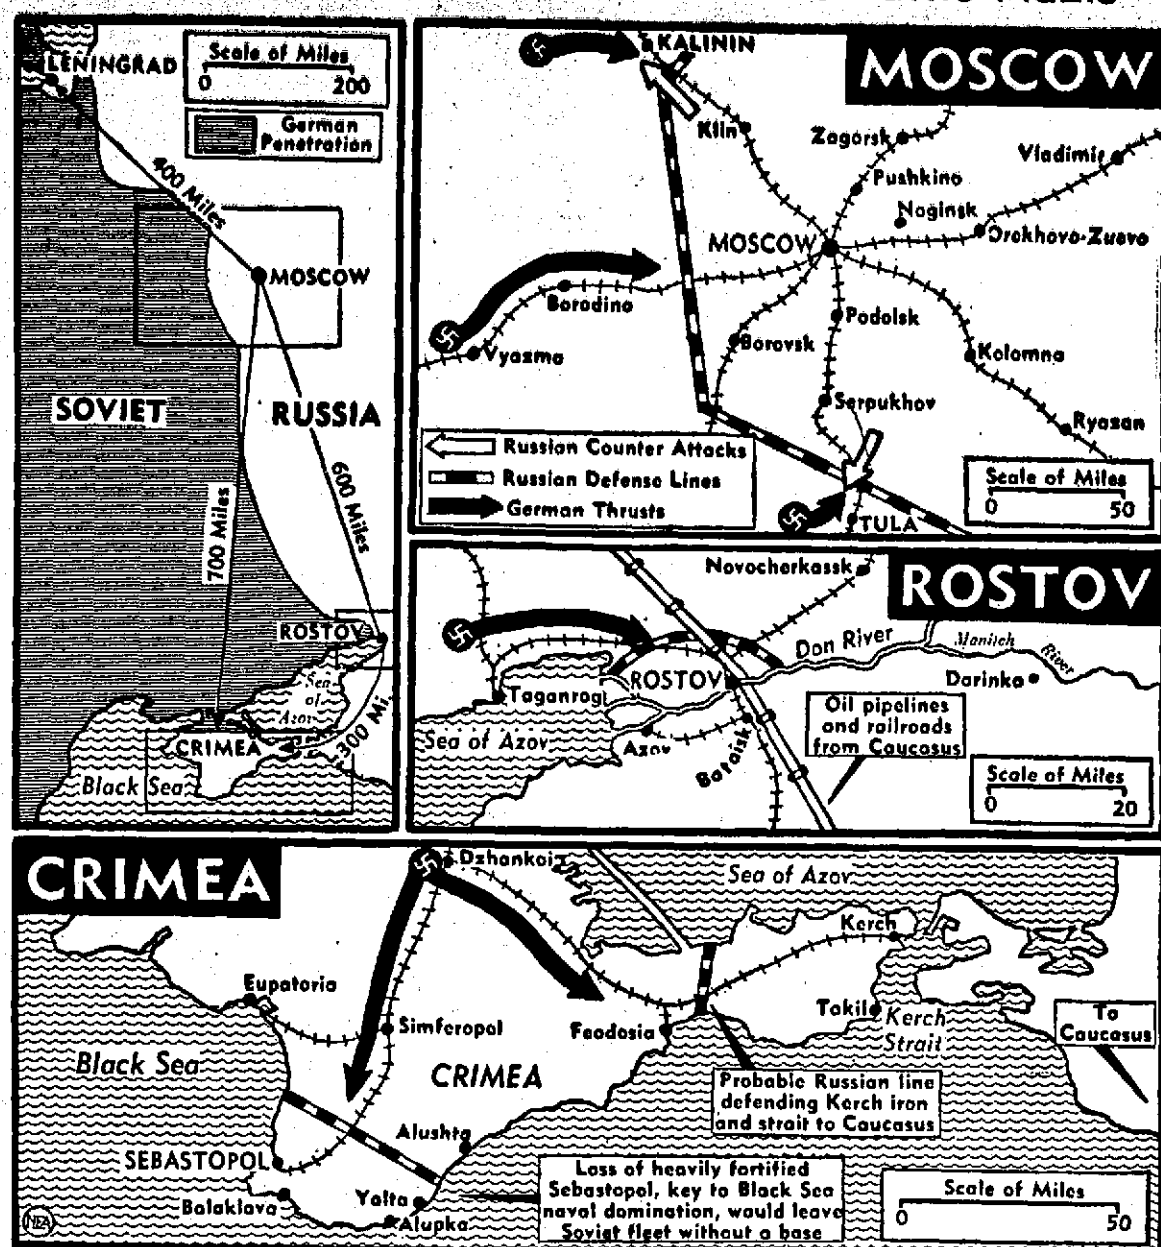 LENINGRAD
Scale of Miles
0 200
German
Penetration
400 Miles
MOSCOW
SOVIET RUSSIA
700 Miles
600 Miles
ROSTOV
Sea
of
Azov
300 Mi.
CRIMEA
Black Sea
MOSCOW
KALININ
Klin
Zagorsk
Vladimir
Pushkino
Noginsk
MOSCOW
Orokhovo-Zuevo
Borodino
Podolsk
Vyazma
Borovsk
Kolomna
Serpukhov
Ryazan
Russian Counter Attacks
Russian Defense Lines
German Thrusts
TULA
Scale of Miles
0 50
ROSTOV
Novocherkassk
Don River
Manitch
River
Darinka
Taganrog
ROSTOV
Sea of Azov
Azov
Bataisk
Oil pipelines
and railroads
from Caucasus
Scale of Miles
0 20
CRIMEA
Dzhankoi
Sea of Azov
Kerch
Eupatoria
Simferopol
Feodosia
Takil
Kerch
Strait
To
Caucasus
Black Sea
CRIMEA
Probable Russian line
defending Kerch iron
and strait to Caucasus
Alushta
SEBASTOPOL
Balaklava
Yalta
Alupka
Loss of heavily fortified
Sebastopol, key to Black Sea
naval domination, would leave
Soviet fleet without a base
Scale of Miles
0 50
NEA